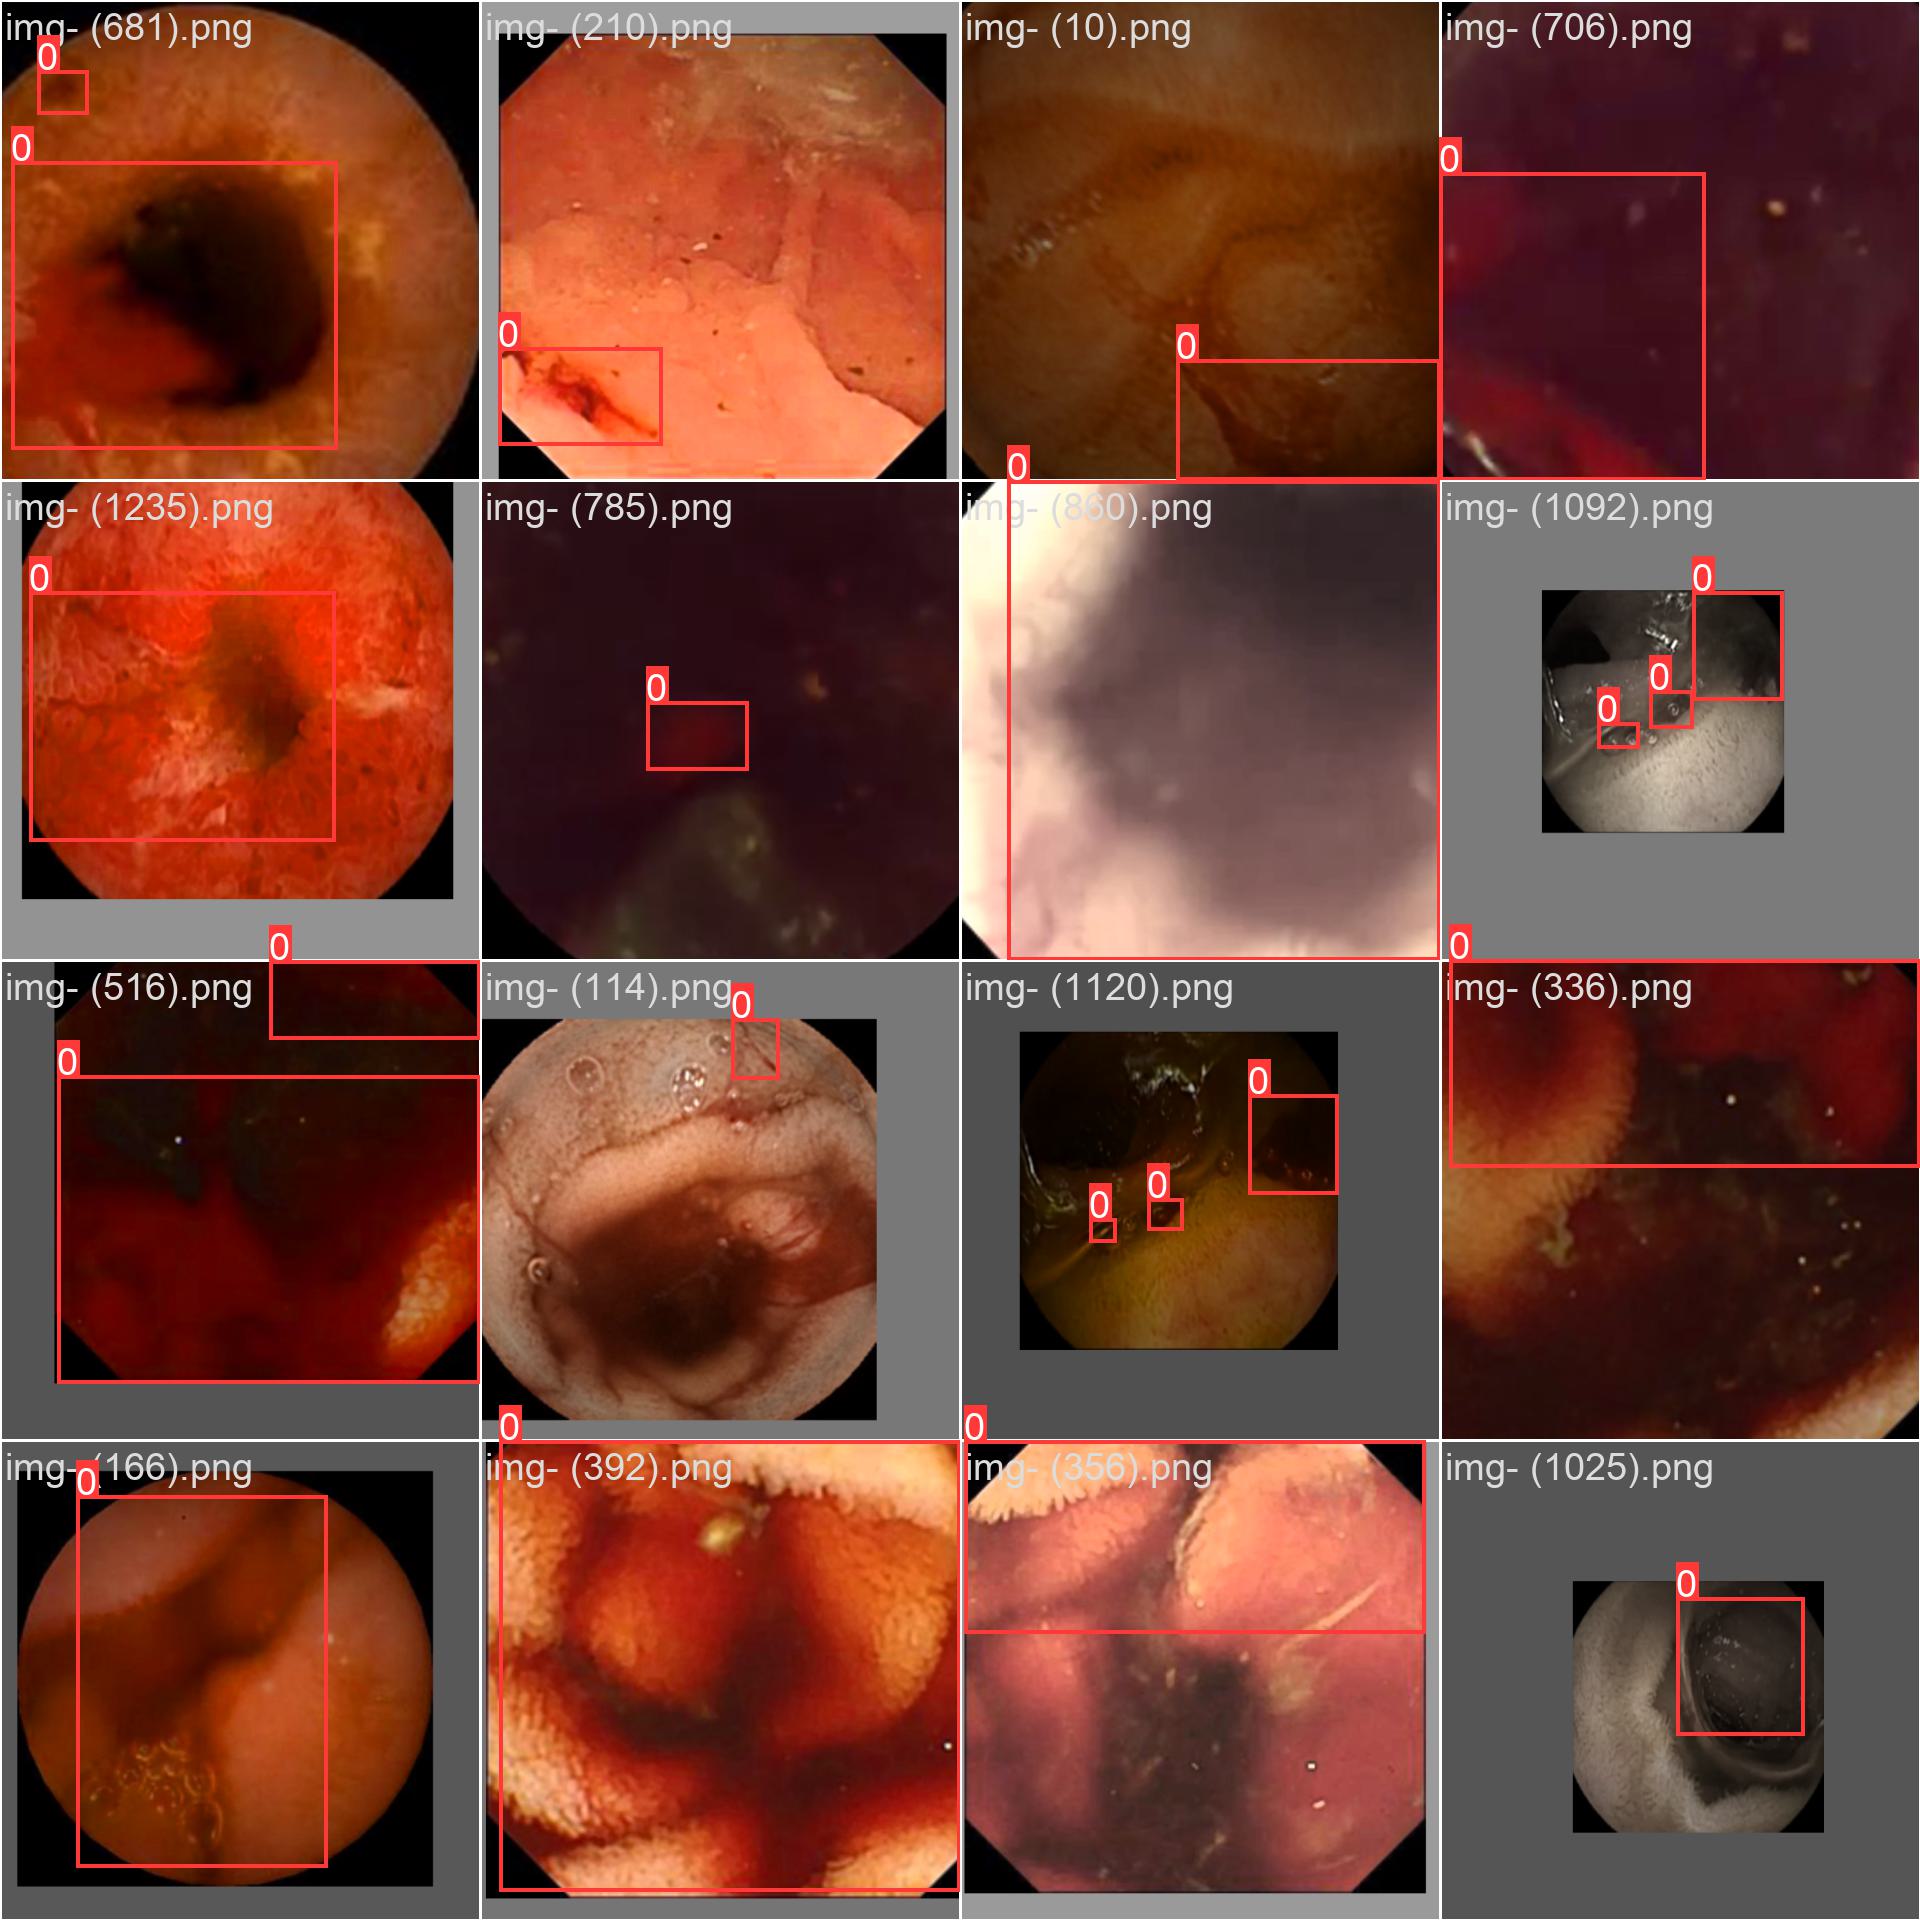 img- (681).png
0
0
img- (210).png
0
img- (10).png
0
img- (706).png
0
img- (1235).png
0
img- (785).png
0
img- (860).png
0
img- (1092).png
0
0
0
img- (516).png
0
0
img- (114).png
0
img- (1120).png
0
0
0
img- (336).png
0
img- (166).png
0
img- (392).png
0
img- (356).png
0
img- (1025).png
0